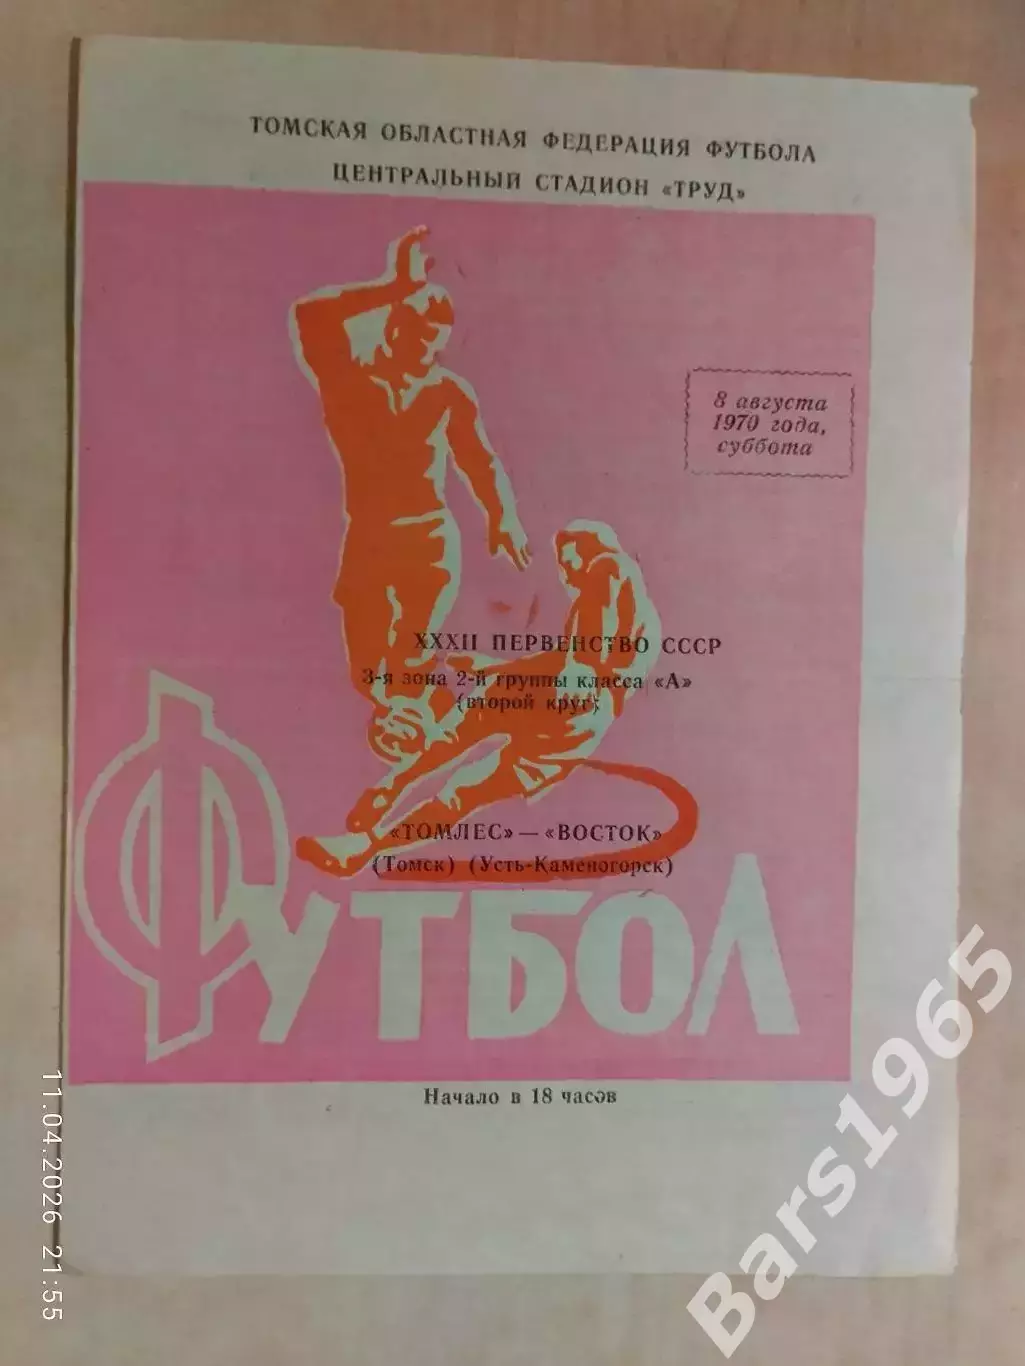 ТОМСКАЯ ОБЛАСТНАЯ ФЕДЕРАЦИЯ ФУТБОЛА
ЦЕНТРАЛЬНЫЙ СТАДИОН «ТРУД»
8 августа
1970 года,
суббота
XXXII ПЕРВЕНСТВО СССР
3-я зона 2-й группы класса «А»
(второй круг)
«ТОМЛЕС» — «ВОСТОК»
(Томск) (Усть-Каменогорск)
ФУТБОЛ
Начало в 18 часов
11.04.2026 21:55
Bars1965